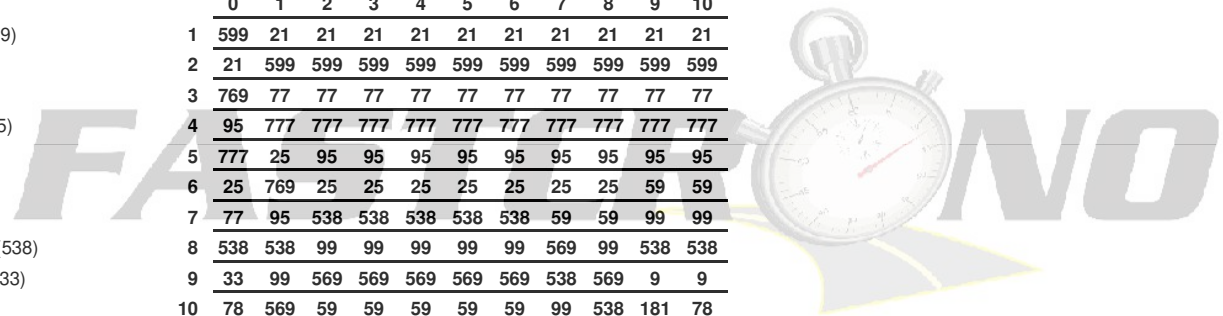 0 1 2 3 4 5 6 7 8 9 10
9) 1 599 21 21 21 21 21 21 21 21 21 21
2 21 599 599 599 599 599 599 599 599 599 599
3 769 77 77 77 77 77 77 77 77 77 77
5) 4 95 777 777 777 777 777 777 777 777 777 777
5 777 25 95 95 95 95 95 95 95 95 95
6 25 769 25 25 25 25 25 25 25 59 59
7 77 95 538 538 538 538 538 59 59 99 99
538) 8 538 538 99 99 99 99 99 569 99 538 538
33) 9 33 99 569 569 569 569 569 538 569 9 9
10 78 569 59 59 59 59 59 99 538 181 78
FASTCRONO